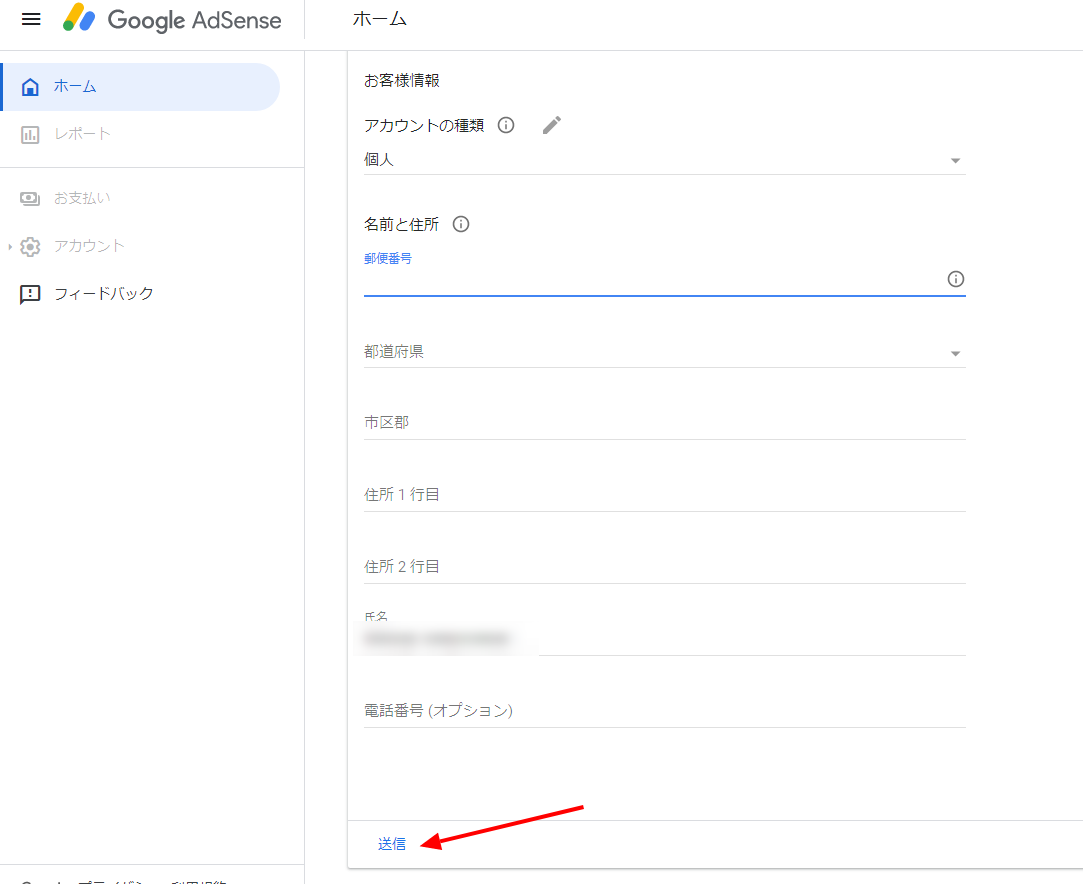 Google AdSense
ホーム
ホーム
レポート
お支払い
アカウント
フィードバック
お客様情報
アカウントの種類
個人
名前と住所
郵便番号
都道府県
市区郡
住所 1 行目
住所 2 行目
氏名
電話番号 (オプション)
送信